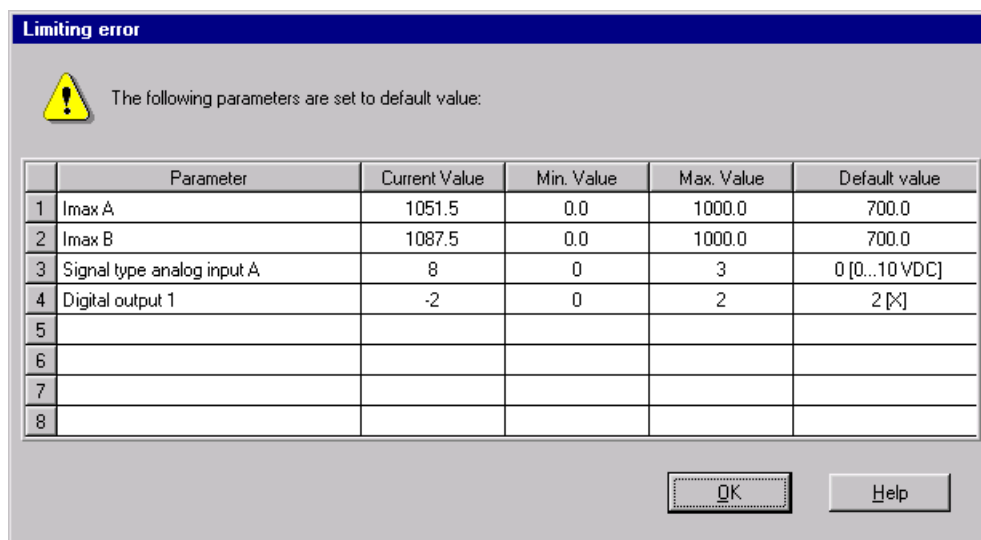 Limiting error
The following parameters are set to default value:
Parameter Current Value Min. Value Max. Value Default value
1 Imax A 1051.5 0.0 1000.0 700.0
2 Imax B 1087.5 0.0 1000.0 700.0
3 Signal type analog input A 8 0 3 0 [0...10 VDC]
4 Digital output 1 -2 0 2 2 [X]
5
6
7
8
OK Help